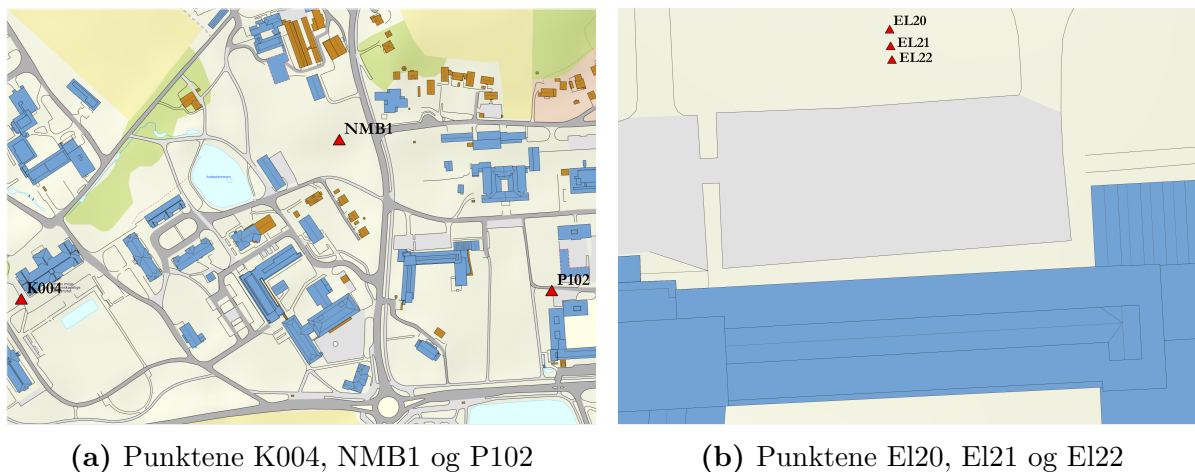 NMB1
K004
P102
EL20
EL21
EL22
(a) Punktene K004, NMB1 og P102
(b) Punktene El20, El21 og El22